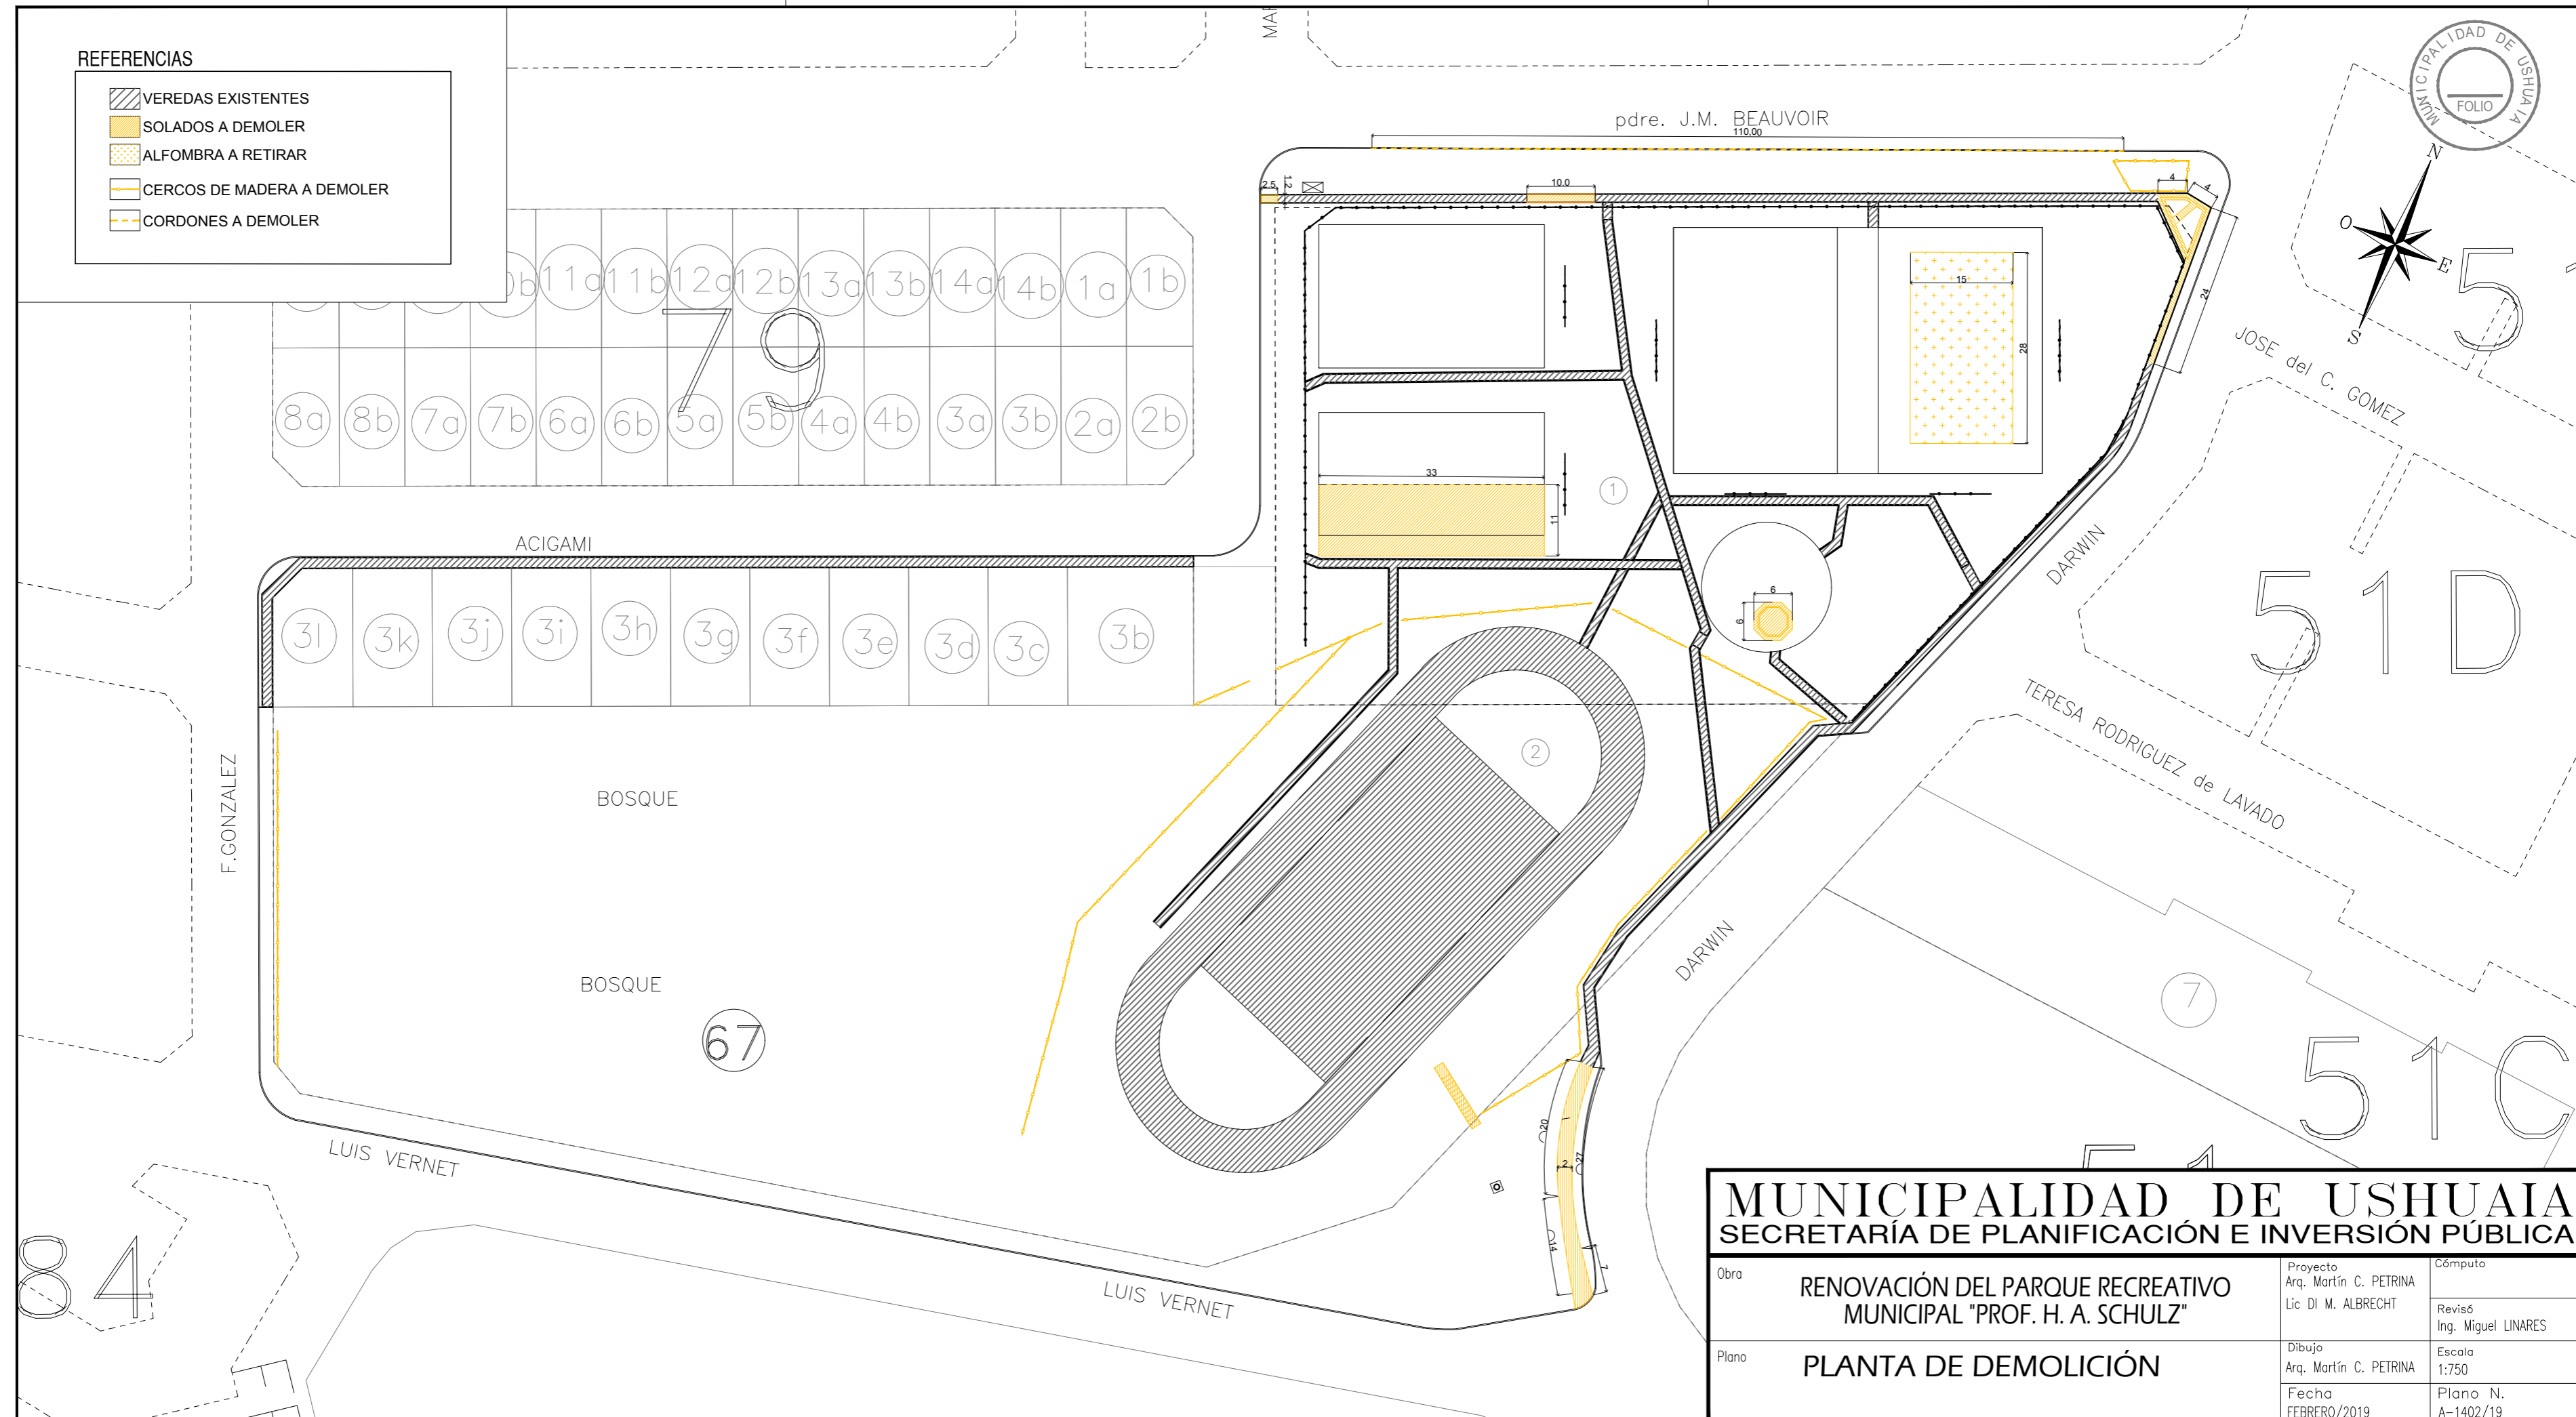 REFERENCIAS
VEREDAS EXISTENTES
SOLADOS A DEMOLER
ALFOMBRA A RETIRAR
CERCOS DE MADERA A DEMOLER
CORDONES A DEMOLER
MUNICIPALIDAD DE USHUAIA
FOLIO
N
O
E
S
pdre. J.M. BEAUVOIR
110,00
2.5
1.2
10.0
4
4
24
15
28
33
11
6
6
1
2
11a
11b
12a
12b
13a
13b
14a
14b
1a
1b
79
8a
8b
7a
7b
6a
6b
5a
5b
4a
4b
3a
3b
2a
2b
ACIGAMI
3l
3k
3j
3i
3h
3g
3f
3e
3d
3c
3b
F.GONZALEZ
BOSQUE
BOSQUE
67
LUIS VERNET
LUIS VERNET
84
JOSE del C. GOMEZ
DARWIN
51D
TERESA RODRIGUEZ de LAVADO
DARWIN
7
51C
20
27
2
14
7
MUNICIPALIDAD DE USHUAIA
SECRETARÍA DE PLANIFICACIÓN E INVERSIÓN PÚBLICA
Obra
RENOVACIÓN DEL PARQUE RECREATIVO
MUNICIPAL "PROF. H. A. SCHULZ"
Plano
PLANTA DE DEMOLICIÓN
Proyecto
Arq. Martín C. PETRINA
Lic DI M. ALBRECHT
Cómputo
Revisó
Ing. Miguel LINARES
Dibujo
Arq. Martín C. PETRINA
Escala
1:750
Fecha
FEBRERO/2019
Plano N.
A-1402/19